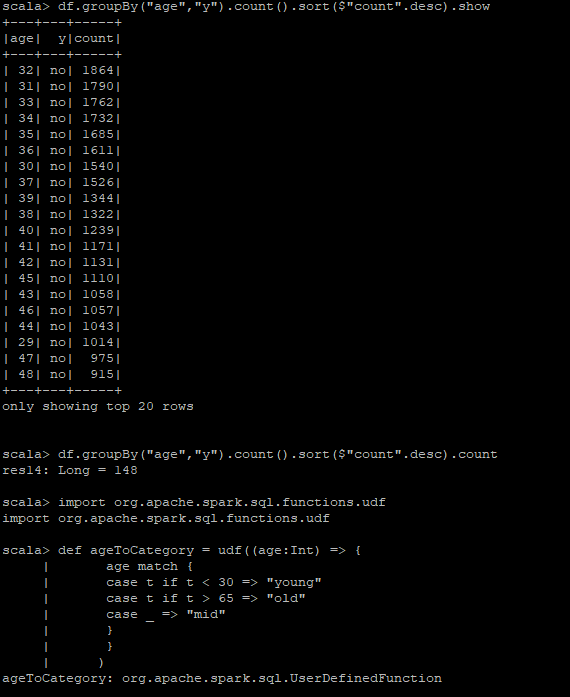 scala> df.groupBy("age","y").count().sort($"count".desc).show
+---+---+-----+
|age|  y|count|
+---+---+-----+
| 32| no| 1864|
| 31| no| 1790|
| 33| no| 1762|
| 34| no| 1732|
| 35| no| 1685|
| 36| no| 1611|
| 30| no| 1540|
| 37| no| 1526|
| 39| no| 1344|
| 38| no| 1322|
| 40| no| 1239|
| 41| no| 1171|
| 42| no| 1131|
| 45| no| 1110|
| 43| no| 1058|
| 46| no| 1057|
| 44| no| 1043|
| 29| no| 1014|
| 47| no|  975|
| 48| no|  915|
+---+---+-----+
only showing top 20 rows
scala> df.groupBy("age","y").count().sort($"count".desc).count
res14: Long = 148
scala> import org.apache.spark.sql.functions.udf
import org.apache.spark.sql.functions.udf
scala> def ageToCategory = udf((age:Int) => {
     |       age match {
     |       case t if t < 30 => "young"
     |       case t if t > 65 => "old"
     |       case _ => "mid"
     |       }
     |       }
     |      )
ageToCategory: org.apache.spark.sql.UserDefinedFunction